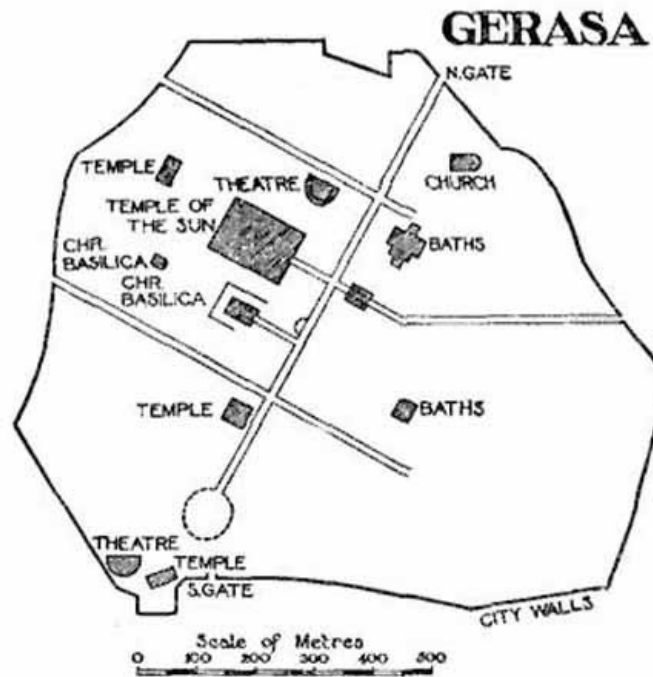 GERASA
N. GATE
TEMPLE
THEATRE
CHURCH
TEMPLE OF
THE SUN
BATHS
CHR.
BASILICA
CHR.
BASILICA
TEMPLE
BATHS
THEATRE
TEMPLE
S. GATE
CITY WALLS
Scale of Metres
0 100 200 300 400 500